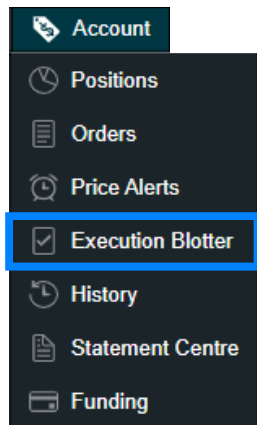 Account
Positions
Orders
Price Alerts
Execution Blotter
History
Statement Centre
Funding